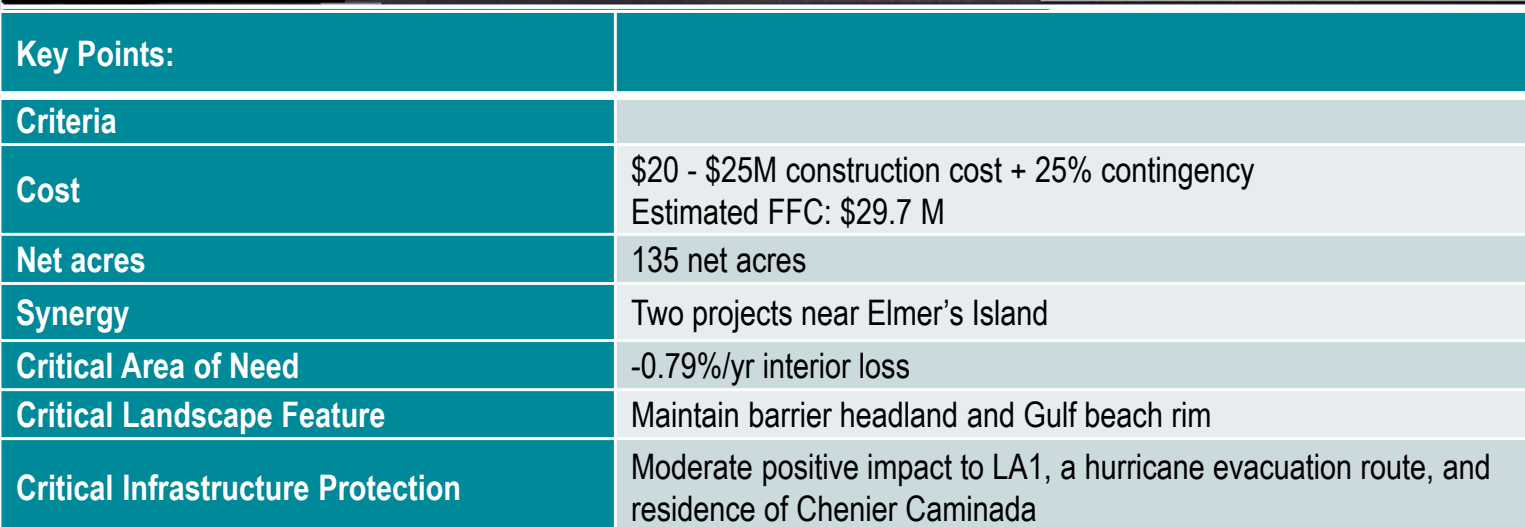 Key Points:
Criteria
Cost
$20 - $25M construction cost + 25% contingency
Estimated FFC: $29.7 M
Net acres
135 net acres
Synergy
Two projects near Elmer’s Island
Critical Area of Need
-0.79%/yr interior loss
Critical Landscape Feature
Maintain barrier headland and Gulf beach rim
Critical Infrastructure Protection
Moderate positive impact to LA1, a hurricane evacuation route, and
residence of Chenier Caminada